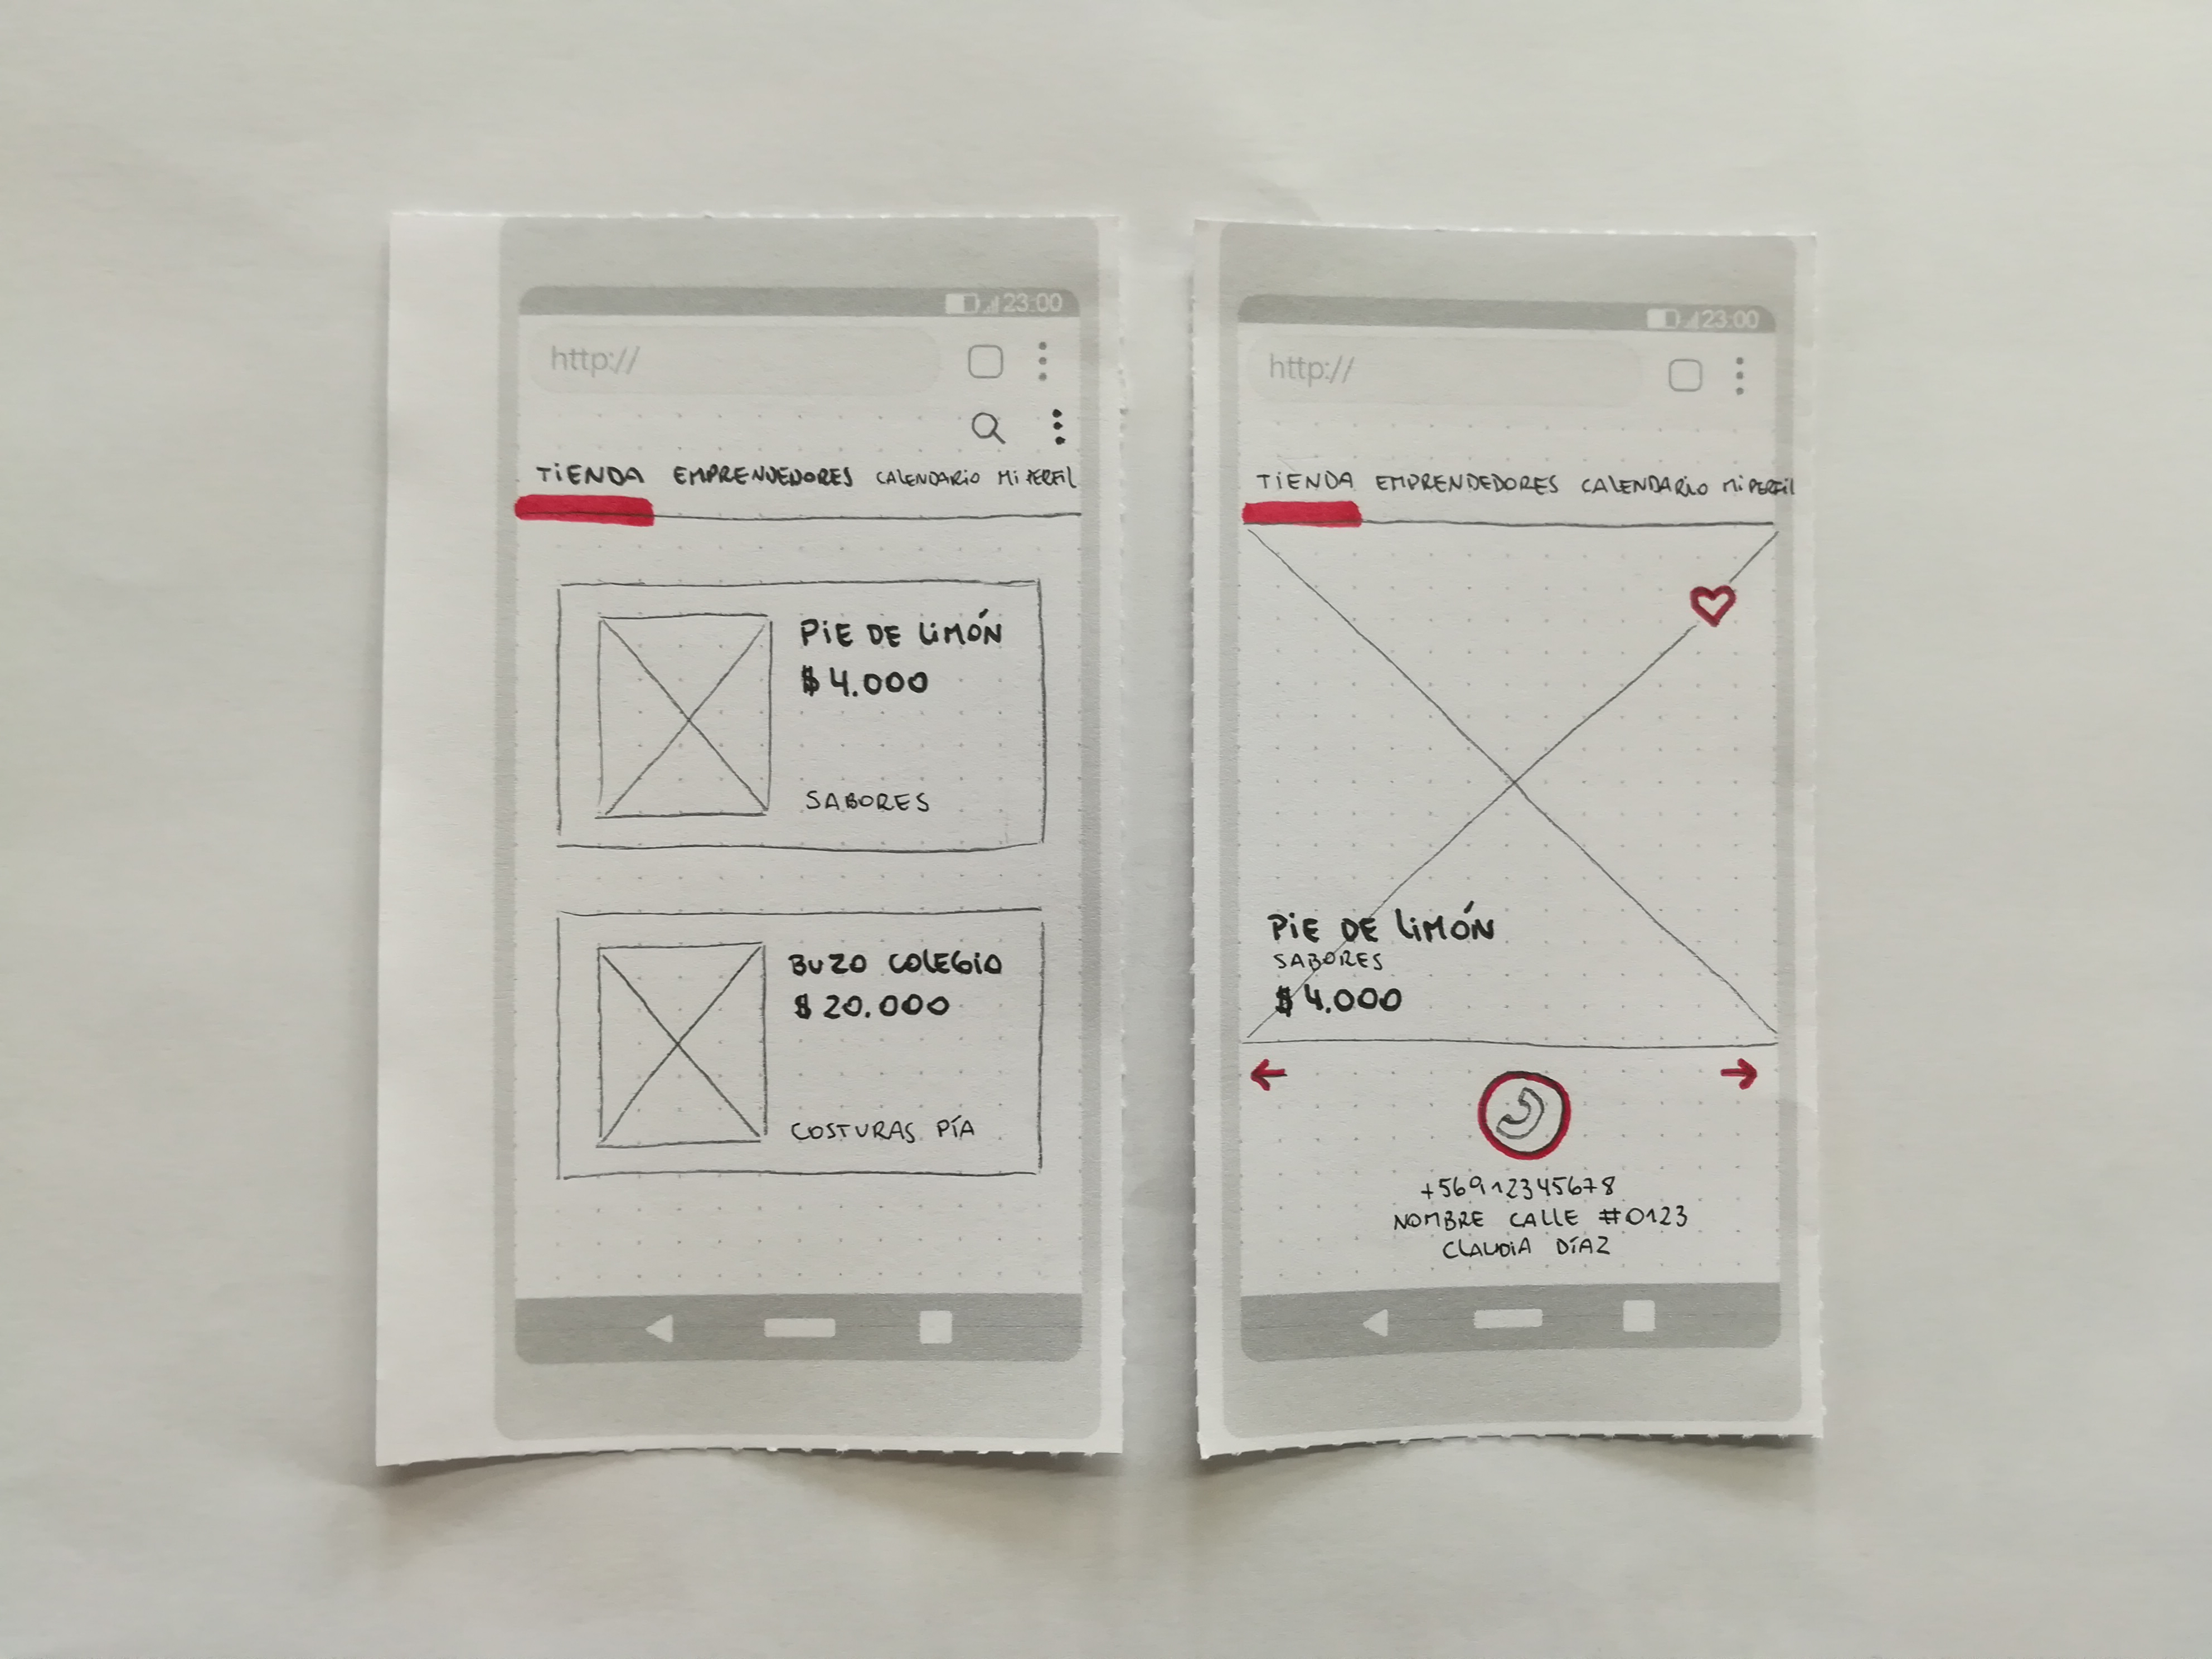 23:00
http://
TiENDA EMPRENDEDORES CALENDARiO Mi PERFiL
PiE DE LiMÓN
$ 4.000
SABORES
BUZO COLEGiO
$ 20.000
COSTURAS PÍA
23:00
http://
TiENDA EMPRENDEDORES CALENDARiO Mi PERFiL
PiE DE LiMÓN
SABORES
$ 4.000
+56912345678
NOMBRE CALLE #0123
CLAUDiA DÍAZ